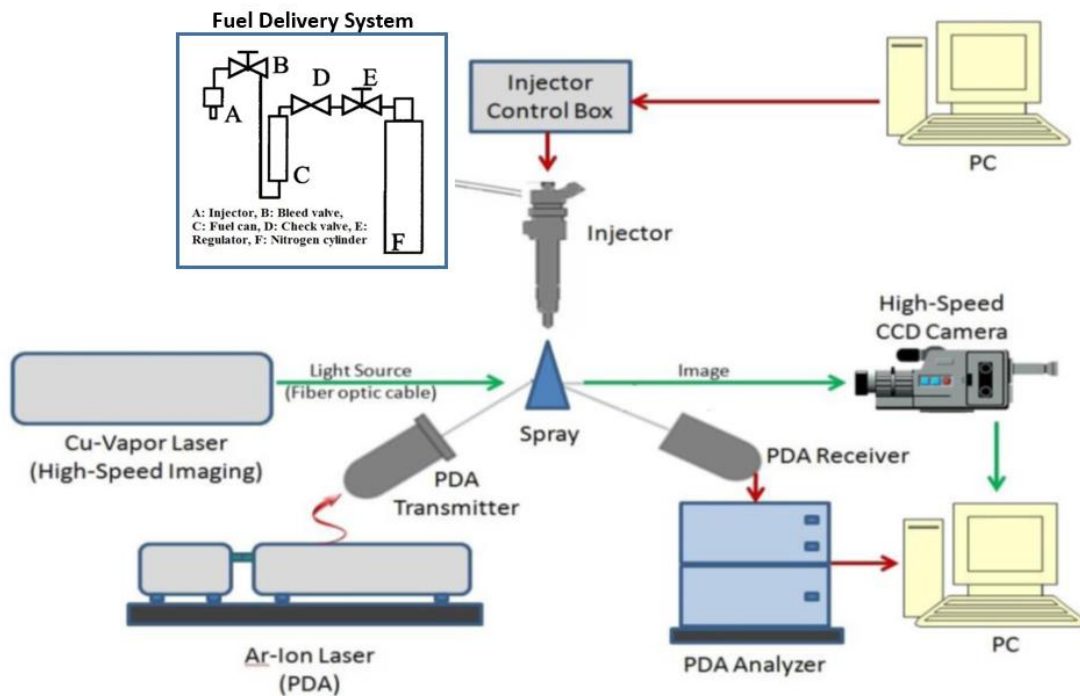 Fuel Delivery System
B
D
E
A
C
F
A: Injector, B: Bleed valve,
C: Fuel can, D: Check valve, E:
Regulator, F: Nitrogen cylinder
Injector
Control Box
PC
Injector
High-Speed
CCD Camera
Light Source
(Fiber optic cable)
Image
Cu-Vapor Laser
(High-Speed Imaging)
Spray
PDA
Transmitter
PDA Receiver
Ar-Ion Laser
(PDA)
PDA Analyzer
PC